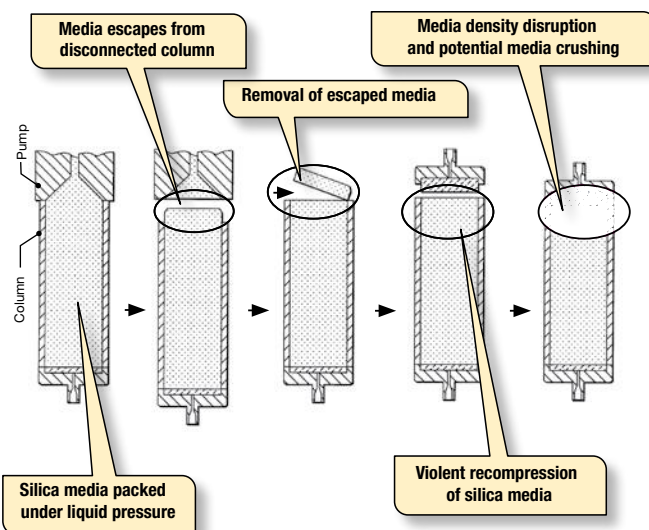 Media escapes from
disconnected column
Media density disruption
and potential media crushing
Removal of escaped media
Pump
Column
Silica media packed
under liquid pressure
Violent recompression
of silica media